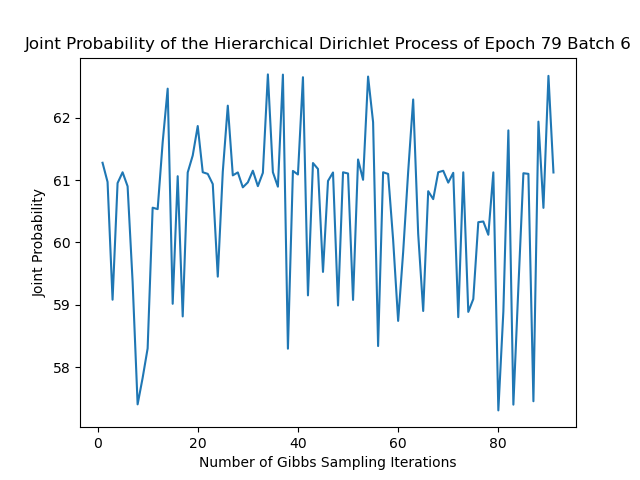 Joint Probability of the Hierarchical Dirichlet Process of Epoch 79 Batch 6
Joint Probability
62
61
60
59
58
0 20 40 60 80
Number of Gibbs Sampling Iterations